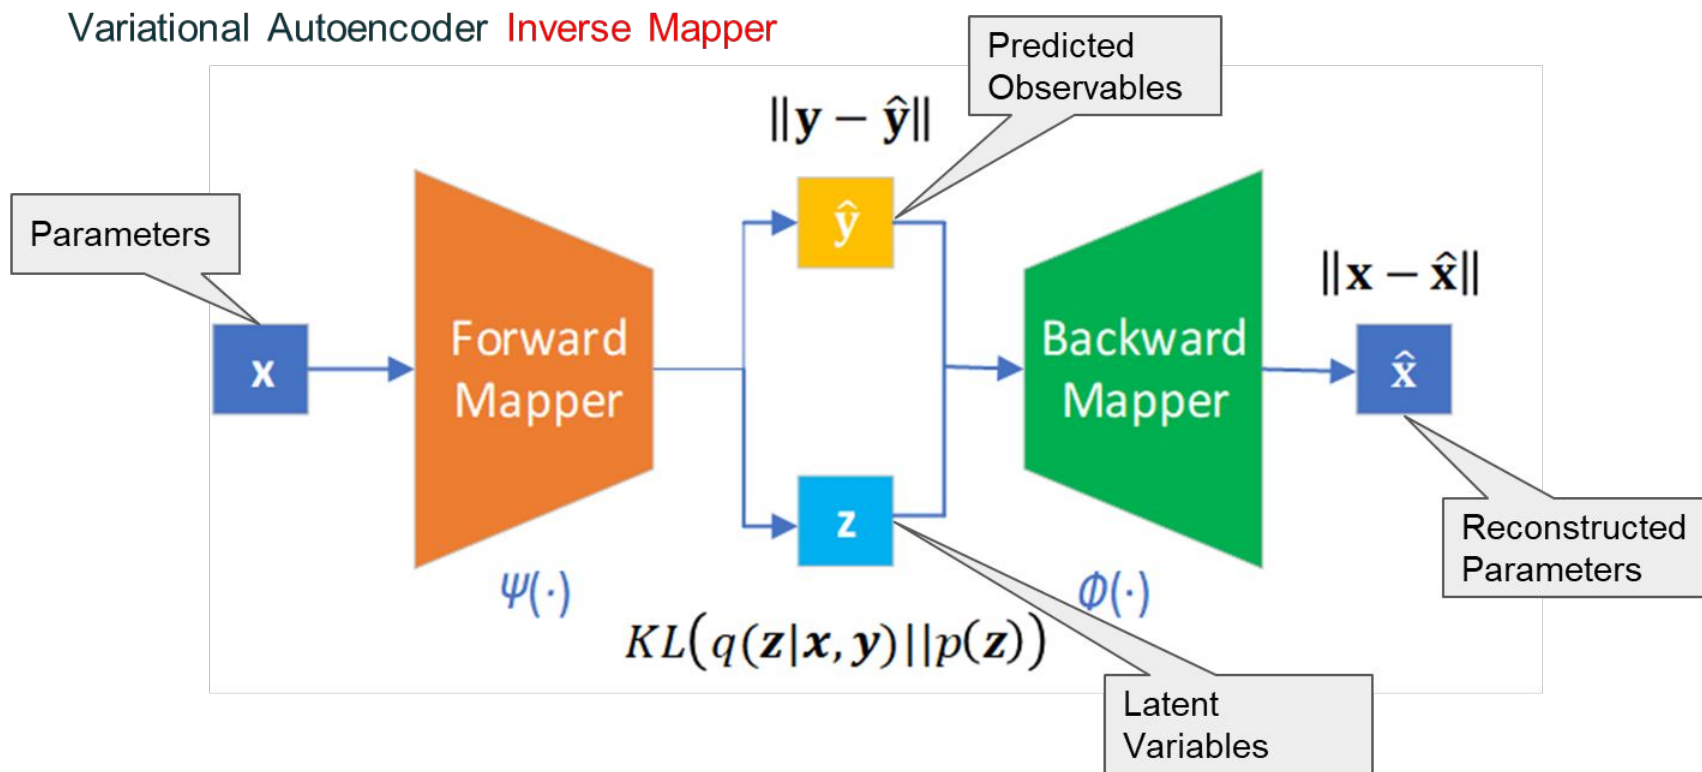 Variational Autoencoder Inverse Mapper
Predicted
Observables
‖y − ŷ‖
Parameters
ŷ
‖x − x̂‖
x
Forward
Mapper
Backward
Mapper
x̂
z
Reconstructed
Parameters
Ψ(·)
Φ(·)
KL(q(z|x, y)||p(z))
Latent
Variables